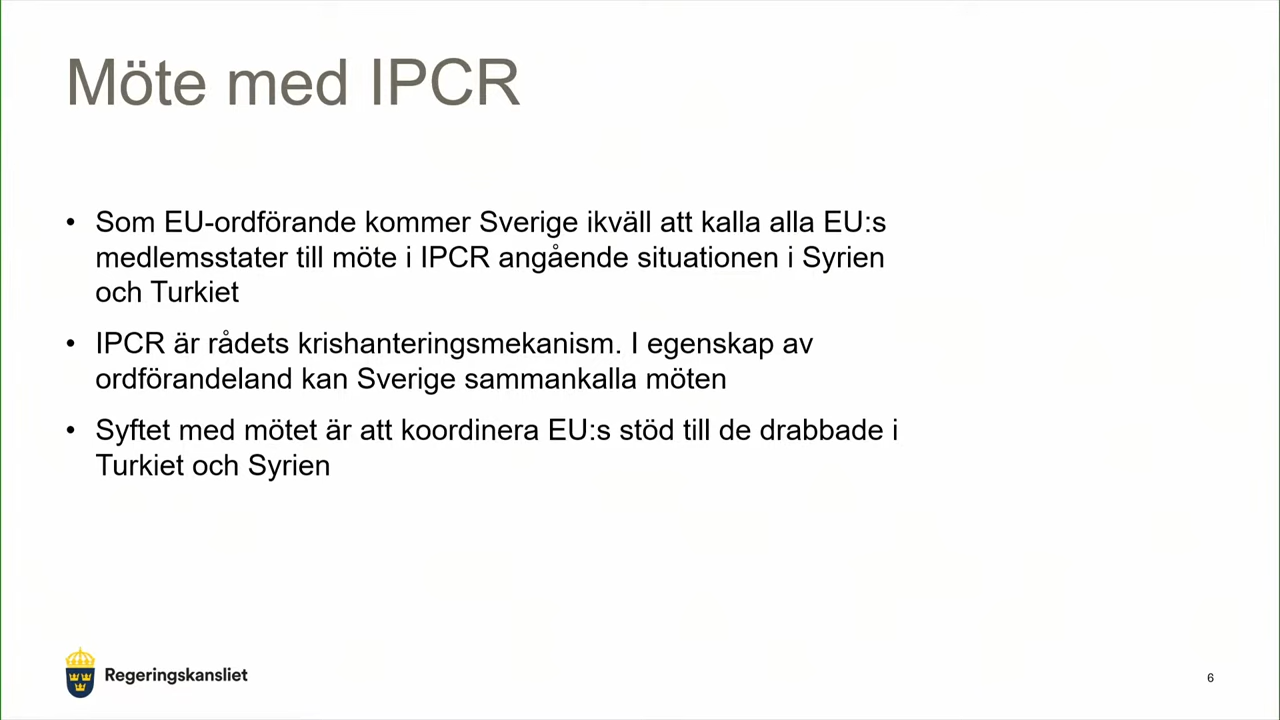 Möte med IPCR
• Som EU-ordförande kommer Sverige ikväll att kalla alla EU:s
medlemsstater till möte i IPCR angående situationen i Syrien
och Turkiet
• IPCR är rådets krishanteringsmekanism. I egenskap av
ordförandeland kan Sverige sammankalla möten
• Syftet med mötet är att koordinera EU:s stöd till de drabbade i
Turkiet och Syrien
Regeringskansliet
6